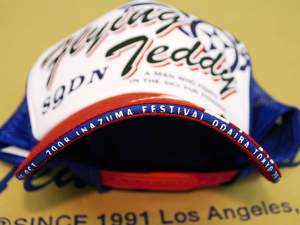 Flying
Teddy
SQDN
A MAN WHO
IN THE SKY FOR
2008 INAZUMA FESTIVAL ODAIBA TOKYO
©SINCE 1991 Los Angeles,